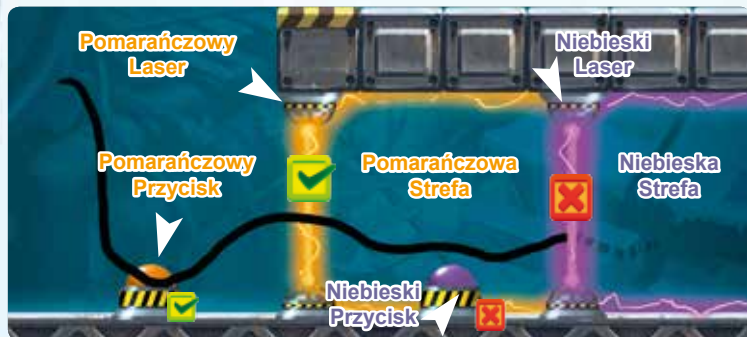 Pomarańczowy
Laser
Niebieski
Laser
Pomarańczowy
Przycisk
Pomarańczowa
Strefa
Niebieska
Strefa
Niebieski
Przycisk